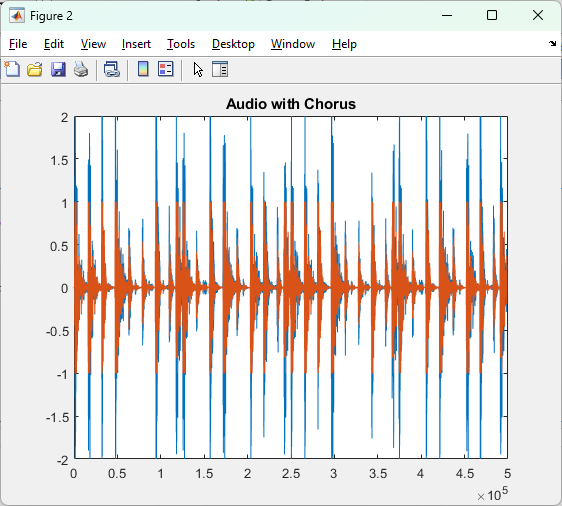 Figure 2
File Edit View Insert Tools Desktop Window Help
Audio with Chorus
2
1.5
1
0.5
0
-0.5
-1
-1.5
-2
0 0.5 1 1.5 2 2.5 3 3.5 4 4.5 5
×10⁵